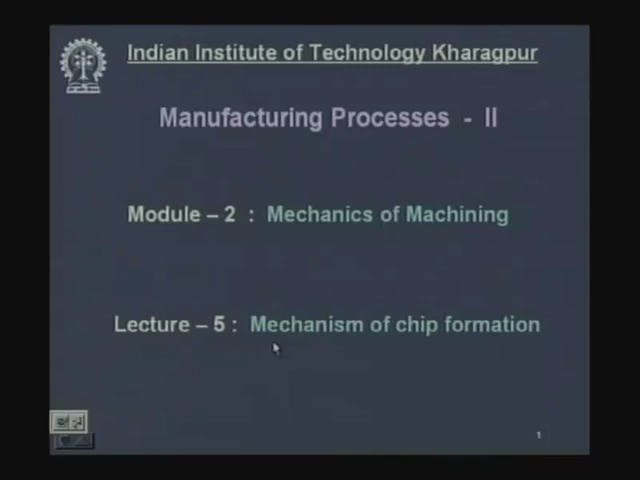 Indian Institute of Technology Kharagpur
Manufacturing Processes - II
Module – 2 : Mechanics of Machining
Lecture – 5 : Mechanism of chip formation
1